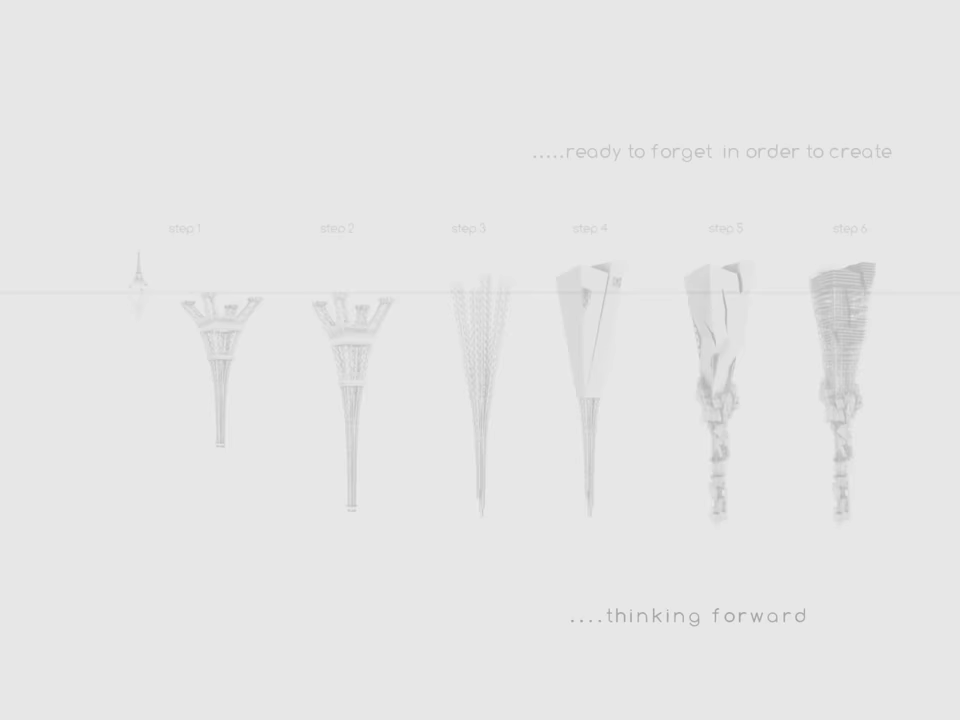 .....ready to forget in order to create
step 1 step 2 step 3 step 4 step 5 step 6
....thinking forward